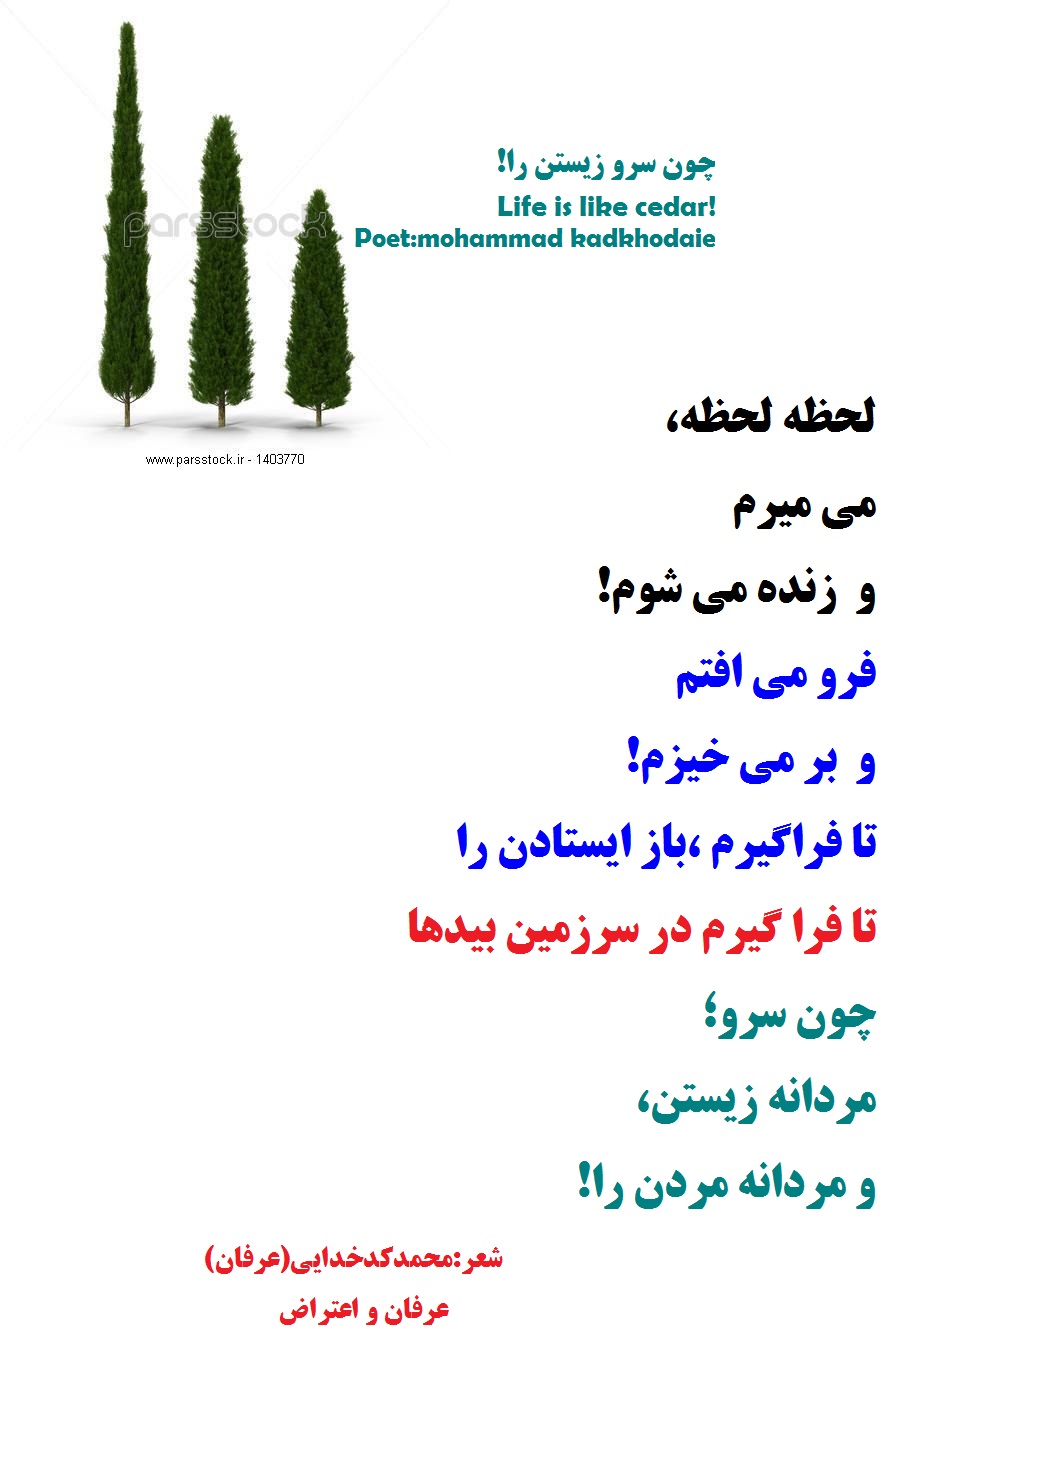 چون سرو زیستن را!
Life is like cedar!
Poet:mohammad kadkhodaie
parsstock
www.parsstock.ir - 1403770
لحظه لحظه،
می میرم
و زنده می شوم!
فرو می افتم
و بر می خیزم!
تا فراگیرم ،باز ایستادن را
تا فرا گیرم در سرزمین بیدها
چون سرو؛
مردانه زیستن،
و مردانه مردن را!
شعر:محمدکدخدایی(عرفان)
عرفان و اعتراض